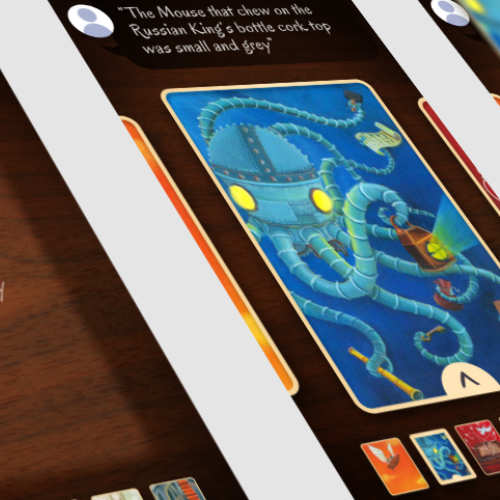 "The Mouse that chew on the
Russian King's bottle cork top
was small and grey"